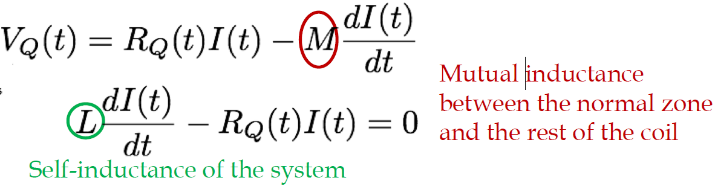 V_Q(t) = R_Q(t)I(t) − M dI(t)/dt
L dI(t)/dt − R_Q(t)I(t) = 0
Mutual inductance
between the normal zone
and the rest of the coil
Self-inductance of the system